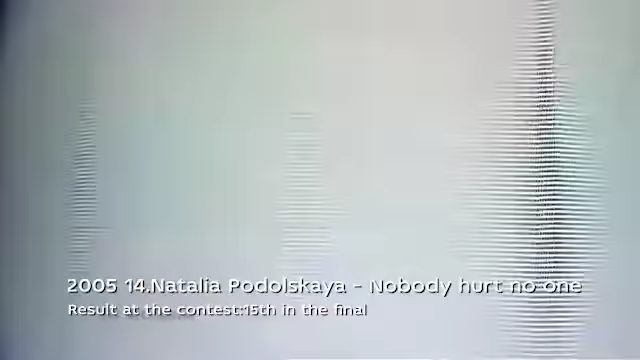 2005 14.Natalia Podolskaya - Nobody hurt no one
Result at the contest:15th in the final